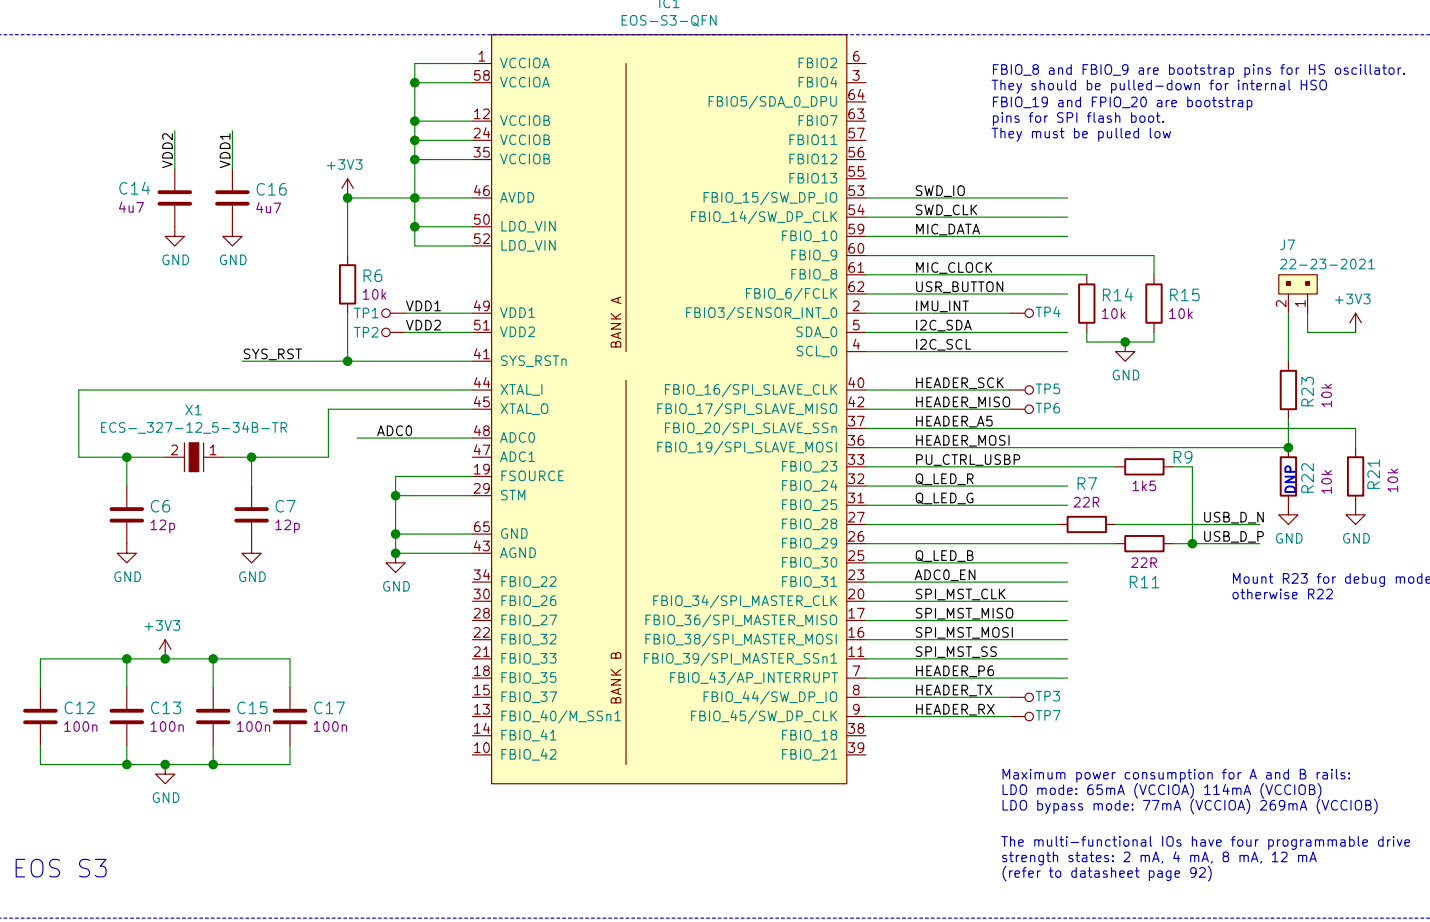 IC1
EOS-S3-QFN
1 VCCIOA
58 VCCIOA
12 VCCIOB
24 VCCIOB
35 VCCIOB
46 AVDD
50 LDO_VIN
52 LDO_VIN
49 VDD1
51 VDD2
41 SYS_RSTn
44 XTAL_I
45 XTAL_O
48 ADC0
47 ADC1
19 FSOURCE
29 STM
65 GND
43 AGND
34 FBIO_22
30 FBIO_26
28 FBIO_27
22 FBIO_32
21 FBIO_33
18 FBIO_35
15 FBIO_37
13 FBIO_40/M_SSn1
14 FBIO_41
10 FBIO_42
BANK A
BANK B
FBIO2 6
FBIO4 3
FBIO5/SDA_0_DPU 64
FBIO7 63
FBIO11 57
FBIO12 56
FBIO13 55
FBIO_15/SW_DP_IO 53 SWD_IO
FBIO_14/SW_DP_CLK 54 SWD_CLK
FBIO_10 59 MIC_DATA
FBIO_9 60
FBIO_8 61 MIC_CLOCK
FBIO_6/FCLK 62 USR_BUTTON
FBIO3/SENSOR_INT_0 2 IMU_INT TP4
SDA_0 5 I2C_SDA
SCL_0 4 I2C_SCL
FBIO_16/SPI_SLAVE_CLK 40 HEADER_SCK TP5
FBIO_17/SPI_SLAVE_MISO 42 HEADER_MISO TP6
FBIO_20/SPI_SLAVE_SSn 37 HEADER_A5
FBIO_19/SPI_SLAVE_MOSI 36 HEADER_MOSI
FBIO_23 33 PU_CTRL_USBP
FBIO_24 32 Q_LED_R
FBIO_25 31 Q_LED_G
FBIO_28 27
FBIO_29 26
FBIO_30 25 Q_LED_B
FBIO_31 23 ADC0_EN
FBIO_34/SPI_MASTER_CLK 20 SPI_MST_CLK
FBIO_36/SPI_MASTER_MISO 17 SPI_MST_MISO
FBIO_38/SPI_MASTER_MOSI 16 SPI_MST_MOSI
FBIO_39/SPI_MASTER_SSn1 11 SPI_MST_SS
FBIO_43/AP_INTERRUPT 7 HEADER_P6
FBIO_44/SW_DP_IO 8 HEADER_TX TP3
FBIO_45/SW_DP_CLK 9 HEADER_RX TP7
FBIO_18 38
FBIO_21 39
VDD2
VDD1
C14
4u7
GND
C16
4u7
GND
+3V3
R6
10k
TP1 VDD1
TP2 VDD2
SYS_RST
X1
ECS-_327-12_5-34B-TR
2 1
ADC0
C6
12p
GND
C7
12p
GND
GND
+3V3
C12
100n
C13
100n
C15
100n
C17
100n
GND
EOS S3
FBIO_8 and FBIO_9 are bootstrap pins for HS oscillator.
They should be pulled-down for internal HSO
FBIO_19 and FPIO_20 are bootstrap
pins for SPI flash boot.
They must be pulled low
R14
10k
R15
10k
GND
J7
22-23-2021
2 1
+3V3
R23
10k
DNP
R22
10k
GND
R21
10k
GND
R9
1k5
R7
22R
USB_D_N
USB_D_P
22R
R11
Mount R23 for debug mode
otherwise R22
Maximum power consumption for A and B rails:
LDO mode: 65mA (VCCIOA) 114mA (VCCIOB)
LDO bypass mode: 77mA (VCCIOA) 269mA (VCCIOB)
The multi-functional IOs have four programmable drive
strength states: 2 mA, 4 mA, 8 mA, 12 mA
(refer to datasheet page 92)